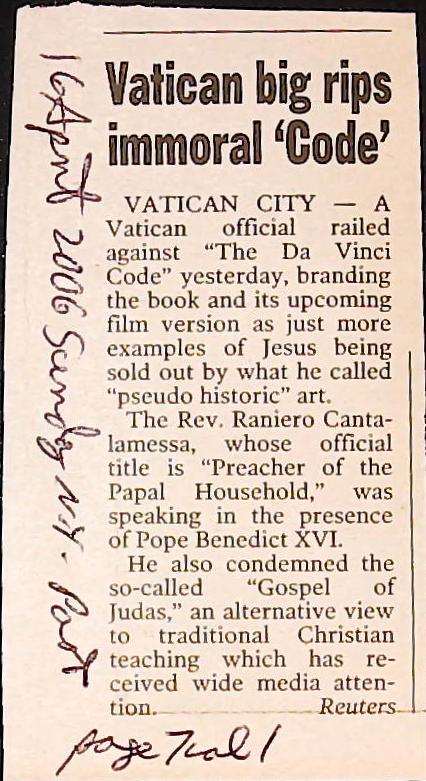 Vatican big rips
immoral ‘Code’
VATICAN CITY — A
Vatican official railed
against “The Da Vinci
Code” yesterday, branding
the book and its upcoming
film version as just more
examples of Jesus being
sold out by what he called
“pseudo historic” art.
The Rev. Raniero Canta-
lamessa, whose official
title is “Preacher of the
Papal Household,” was
speaking in the presence
of Pope Benedict XVI.
He also condemned the
so-called “Gospel of
Judas,” an alternative view
to traditional Christian
teaching which has re-
ceived wide media atten-
tion. Reuters
16 April 2006 Sunday N.Y. Post
page 7 col 1